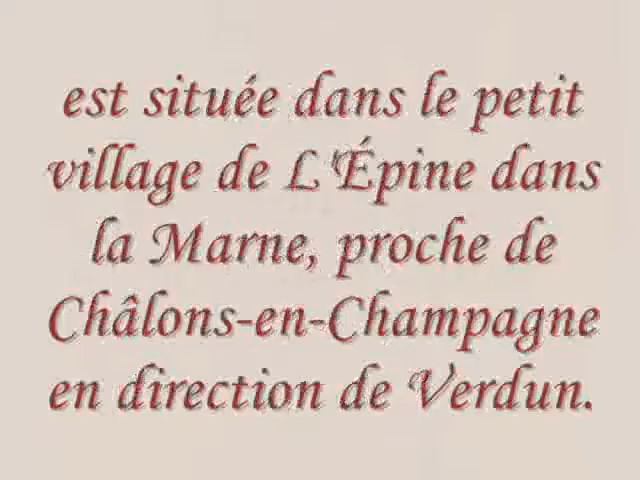 est située dans le petit
village de L'Épine dans
la Marne, proche de
Châlons-en-Champagne
en direction de Verdun.